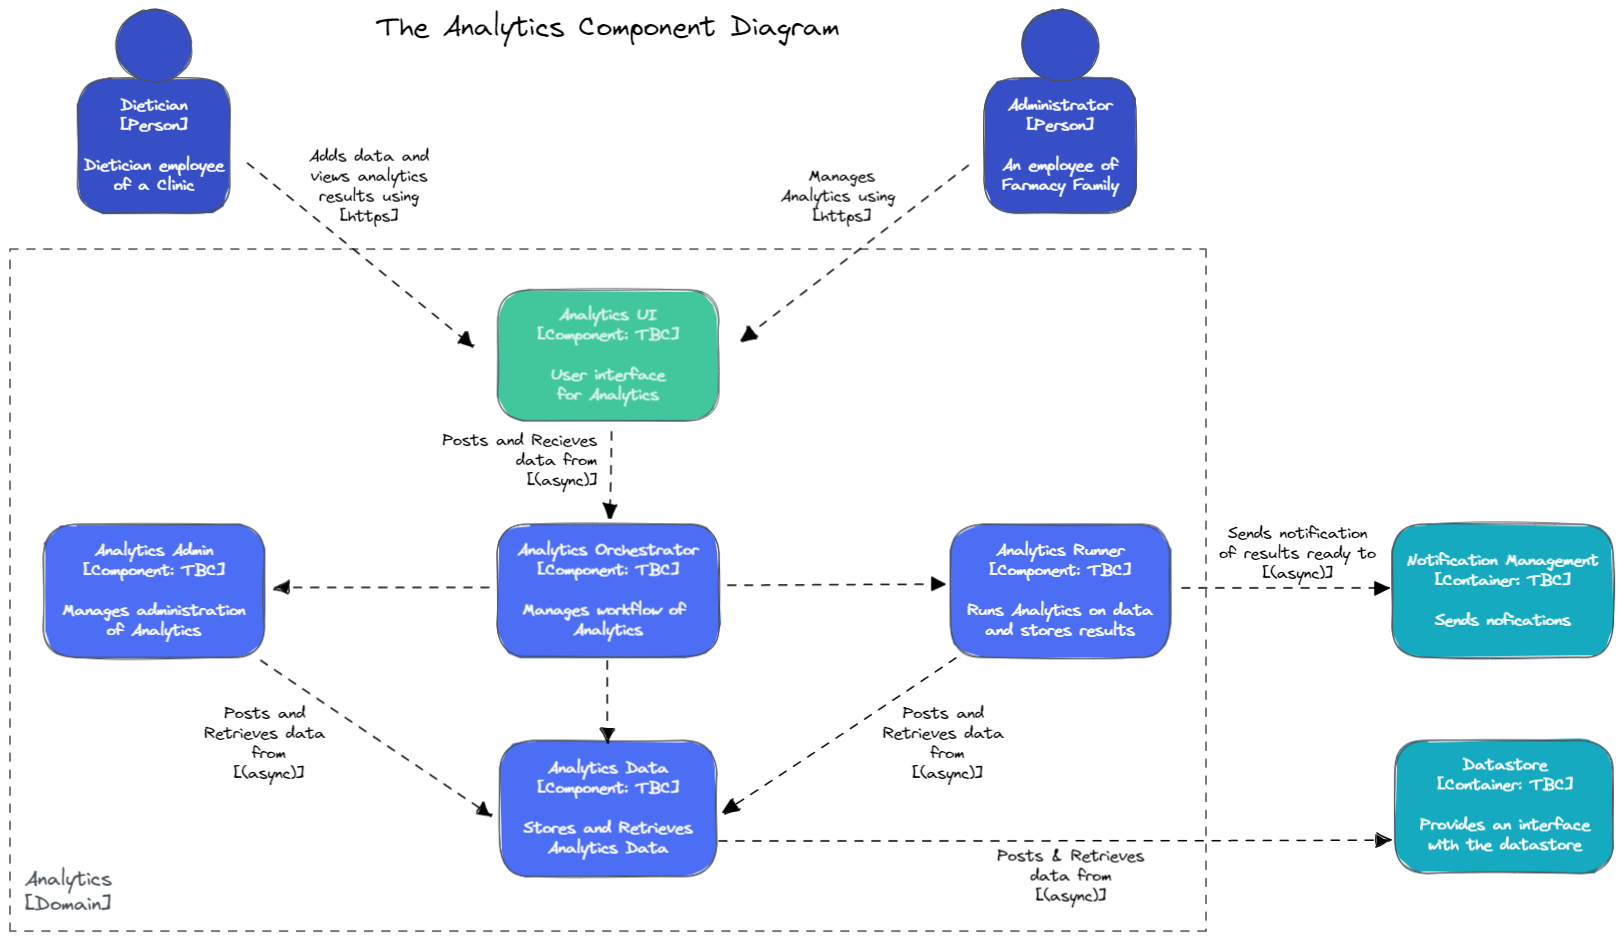 The Analytics Component Diagram
Dietician
[Person]
Dietician employee
of a Clinic
Administrator
[Person]
An employee of
Farmacy Family
Adds data and
views analytics
results using
[https]
Manages
Analytics using
[https]
Analytics UI
[Component: TBC]
User interface
for Analytics
Posts and Recieves
data from
[(async)]
Analytics Admin
[Component: TBC]
Manages administration
of Analytics
Analytics Orchestrator
[Component: TBC]
Manages workflow of
Analytics
Analytics Runner
[Component: TBC]
Runs Analytics on data
and stores results
Sends notification
of results ready to
[(async)]
Notification Management
[Container: TBC]
Sends nofications
Posts and
Retrieves data
from
[(async)]
Posts and
Retrieves data
from
[(async)]
Analytics Data
[Component: TBC]
Stores and Retrieves
Analytics Data
Posts & Retrieves
data from
[(async)]
Datastore
[Container: TBC]
Provides an interface
with the datastore
Analytics
[Domain]